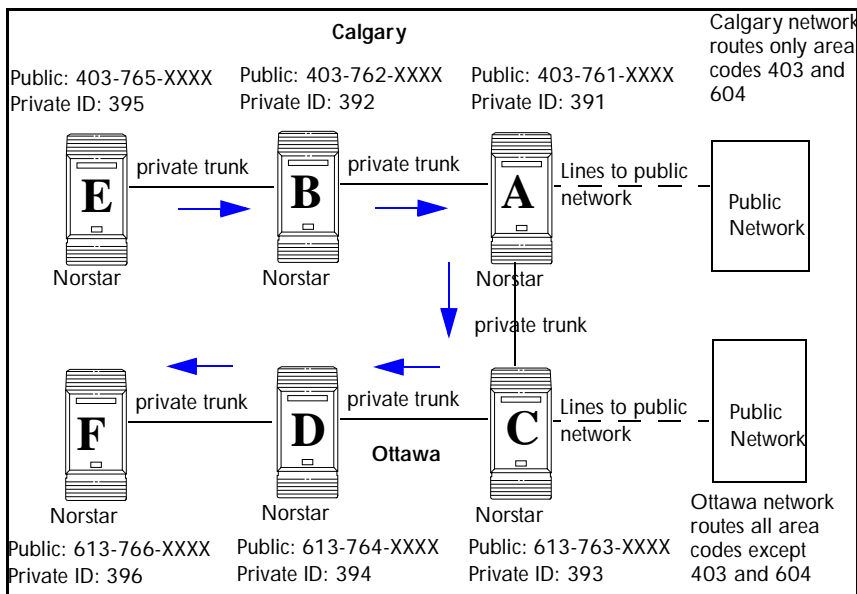 Calgary
Calgary network
routes only area
codes 403 and
604
Public: 403-765-XXXX
Private ID: 395
Public: 403-762-XXXX
Private ID: 392
Public: 403-761-XXXX
Private ID: 391
E
private trunk
B
private trunk
A
Lines to public
network
Public
Network
Norstar
Norstar
Norstar
private trunk
F
private trunk
D
private trunk
C
Lines to public
network
Public
Network
Ottawa
Norstar
Norstar
Norstar
Public: 613-766-XXXX
Private ID: 396
Public: 613-764-XXXX
Private ID: 394
Public: 613-763-XXXX
Private ID: 393
Ottawa network
routes all area
codes except
403 and 604